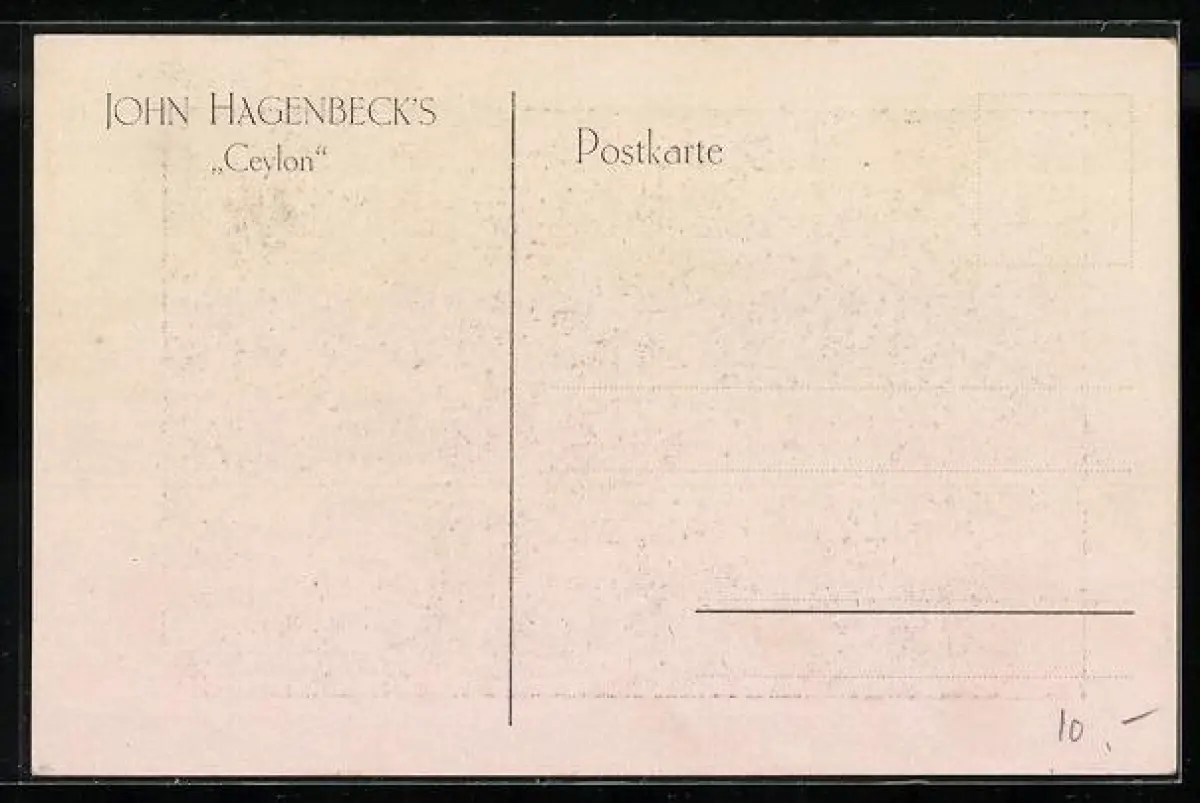 JOHN HAGENBECK'S
„Ceylon“
Postkarte
10.-